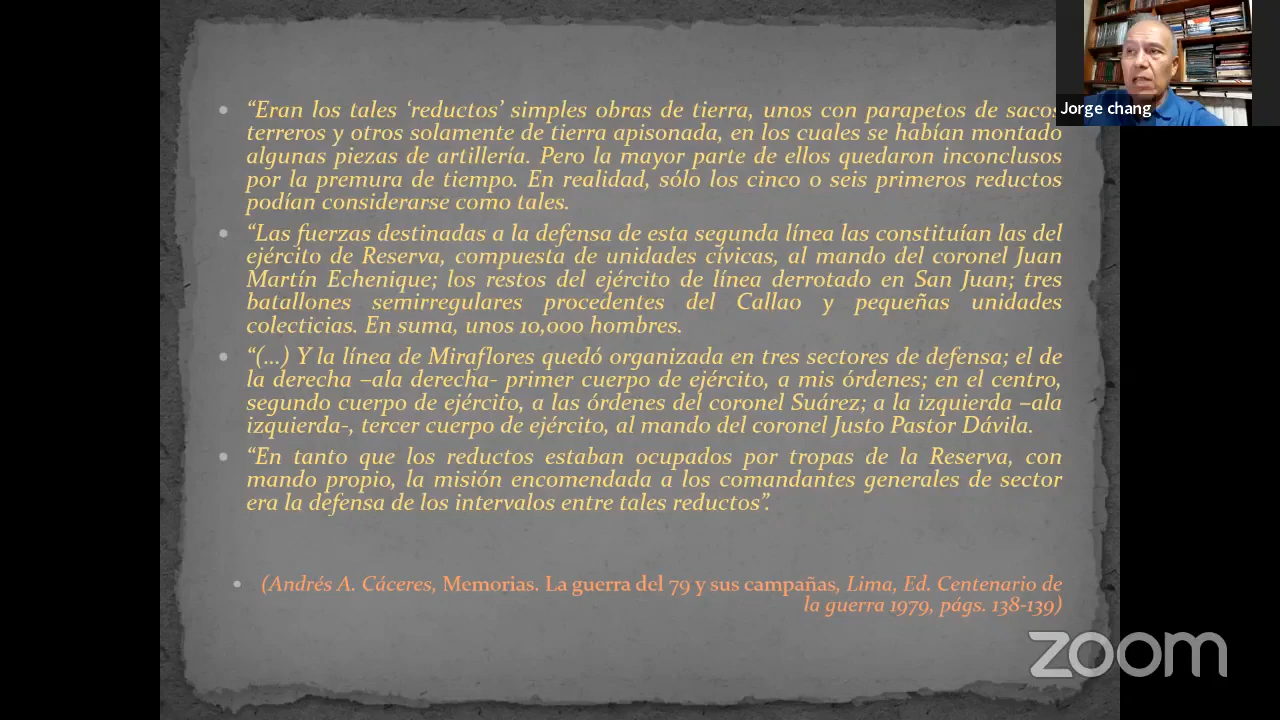 “Eran los tales ‘reductos’ simples obras de tierra, unos con parapetos de sacos
terreros y otros solamente de tierra apisonada, en los cuales se habían montado
algunas piezas de artillería. Pero la mayor parte de ellos quedaron inconclusos
por la premura de tiempo. En realidad, sólo los cinco o seis primeros reductos
podían considerarse como tales.
“Las fuerzas destinadas a la defensa de esta segunda línea las constituían las del
ejército de Reserva, compuesta de unidades cívicas, al mando del coronel Juan
Martín Echenique; los restos del ejército de línea derrotado en San Juan; tres
batallones semirregulares procedentes del Callao y pequeñas unidades
colecticias. En suma, unos 10,000 hombres.
“(…) Y la línea de Miraflores quedó organizada en tres sectores de defensa; el de
la derecha –ala derecha- primer cuerpo de ejército, a mis órdenes; en el centro,
segundo cuerpo de ejército, a las órdenes del coronel Suárez; a la izquierda –ala
izquierda-, tercer cuerpo de ejército, al mando del coronel Justo Pastor Dávila.
“En tanto que los reductos estaban ocupados por tropas de la Reserva, con
mando propio, la misión encomendada a los comandantes generales de sector
era la defensa de los intervalos entre tales reductos”.
(Andrés A. Cáceres, Memorias. La guerra del 79 y sus campañas, Lima, Ed. Centenario de
la guerra 1979, págs. 138-139)
Jorge chang
zoom